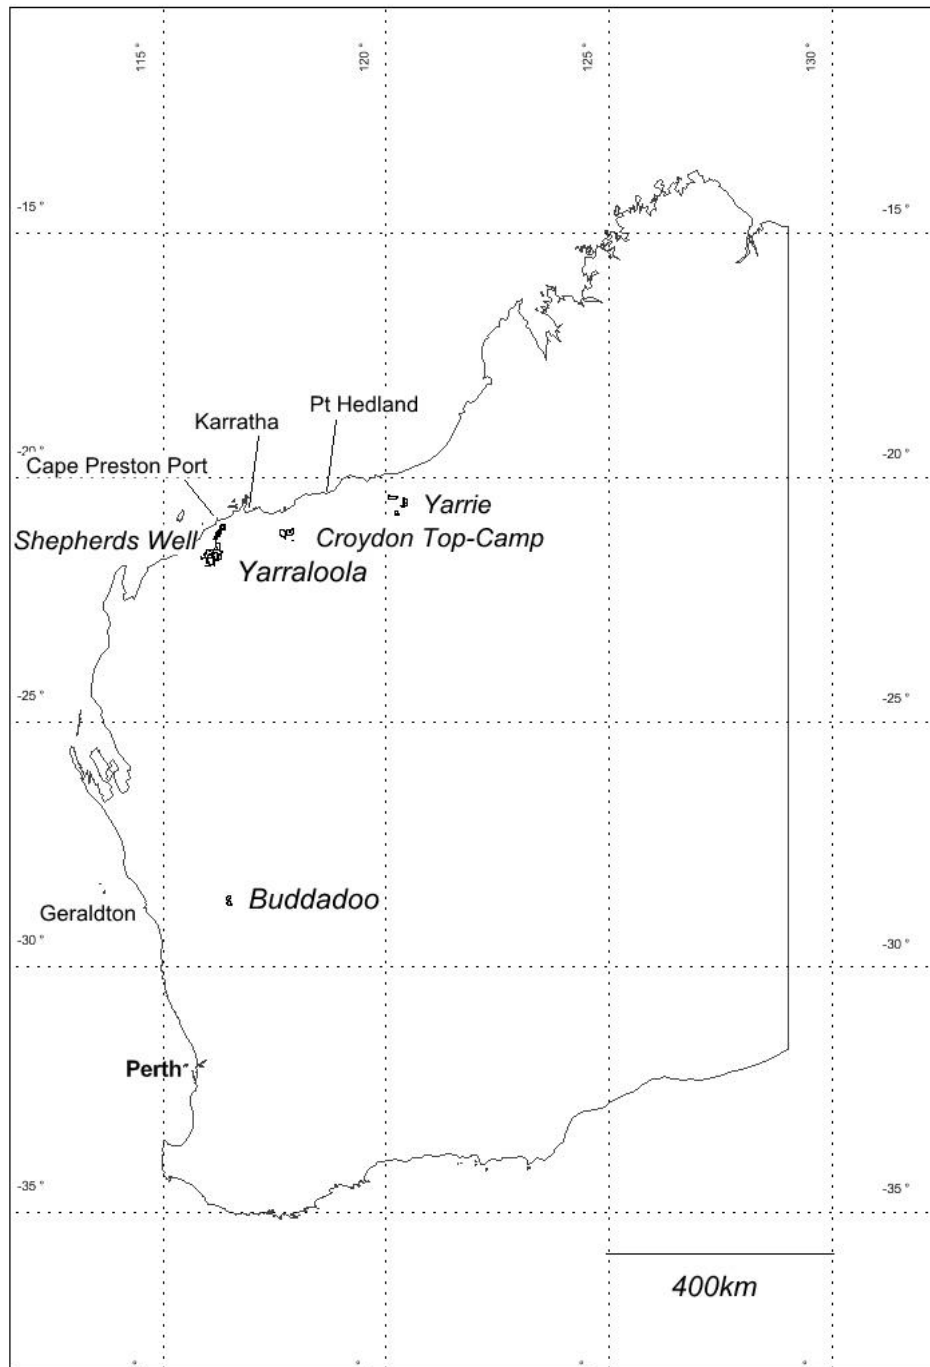 115 °
120 °
125 °
130 °
-15 °
-15 °
Pt Hedland
Karratha
-20 °
-20 °
Cape Preston Port
Yarrie
Shepherds Well
Croydon Top-Camp
Yarraloola
-25 °
-25 °
Buddadoo
Geraldton
-30 °
-30 °
Perth
-35 °
-35 °
400km